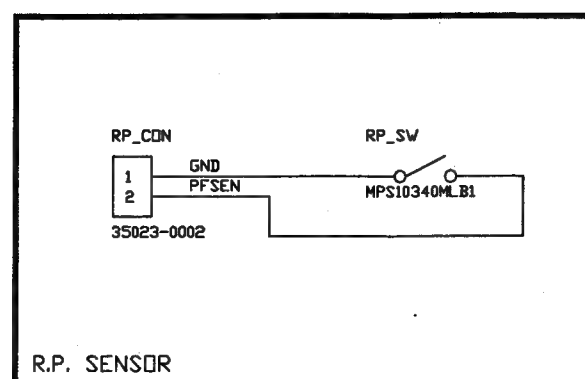 RP_CON
RP_SW
GND
1
PFSEN
2
MPS10340MLB1
35023-0002
R.P. SENSOR